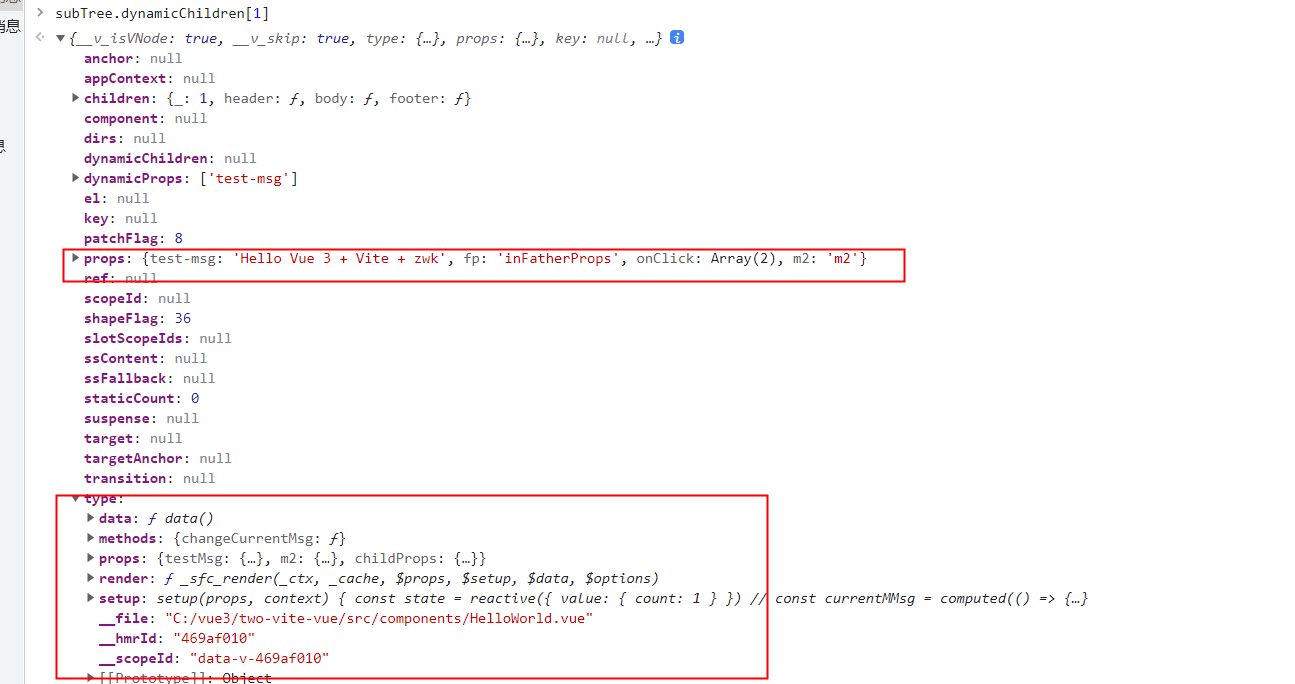 消息
> subTree.dynamicChildren[1]
{__v_isVNode: true, __v_skip: true, type: {…}, props: {…}, key: null, …}
anchor: null
appContext: null
children: {_: 1, header: ƒ, body: ƒ, footer: ƒ}
component: null
dirs: null
息
dynamicChildren: null
dynamicProps: ['test-msg']
el: null
key: null
patchFlag: 8
props: {test-msg: 'Hello Vue 3 + Vite + zwk', fp: 'inFatherProps', onClick: Array(2), m2: 'm2'}
ref: null
scopeId: null
shapeFlag: 36
slotScopeIds: null
ssContent: null
ssFallback: null
staticCount: 0
suspense: null
target: null
targetAnchor: null
transition: null
type:
data: ƒ data()
methods: {changeCurrentMsg: ƒ}
props: {testMsg: {…}, m2: {…}, childProps: {…}}
render: ƒ _sfc_render(_ctx, _cache, $props, $setup, $data, $options)
setup: setup(props, context) { const state = reactive({ value: { count: 1 } }) // const currentMMsg = computed(() => {…}
__file: "C:/vue3/two-vite-vue/src/components/HelloWorld.vue"
__hmrId: "469af010"
__scopeId: "data-v-469af010"
[[Prototype]]: Object